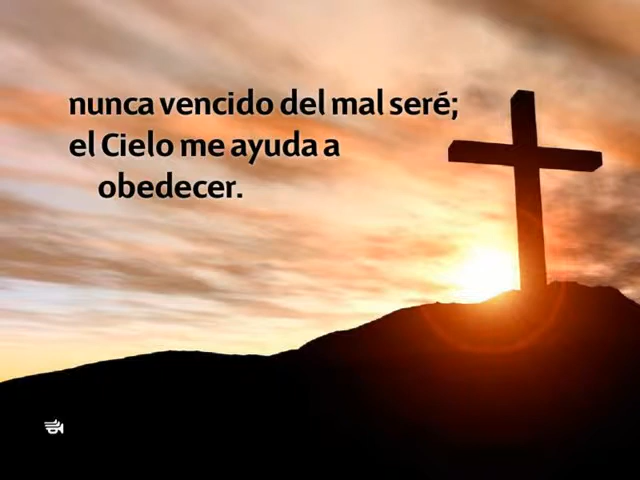 nunca vencido del mal seré;
el Cielo me ayuda a
obedecer.